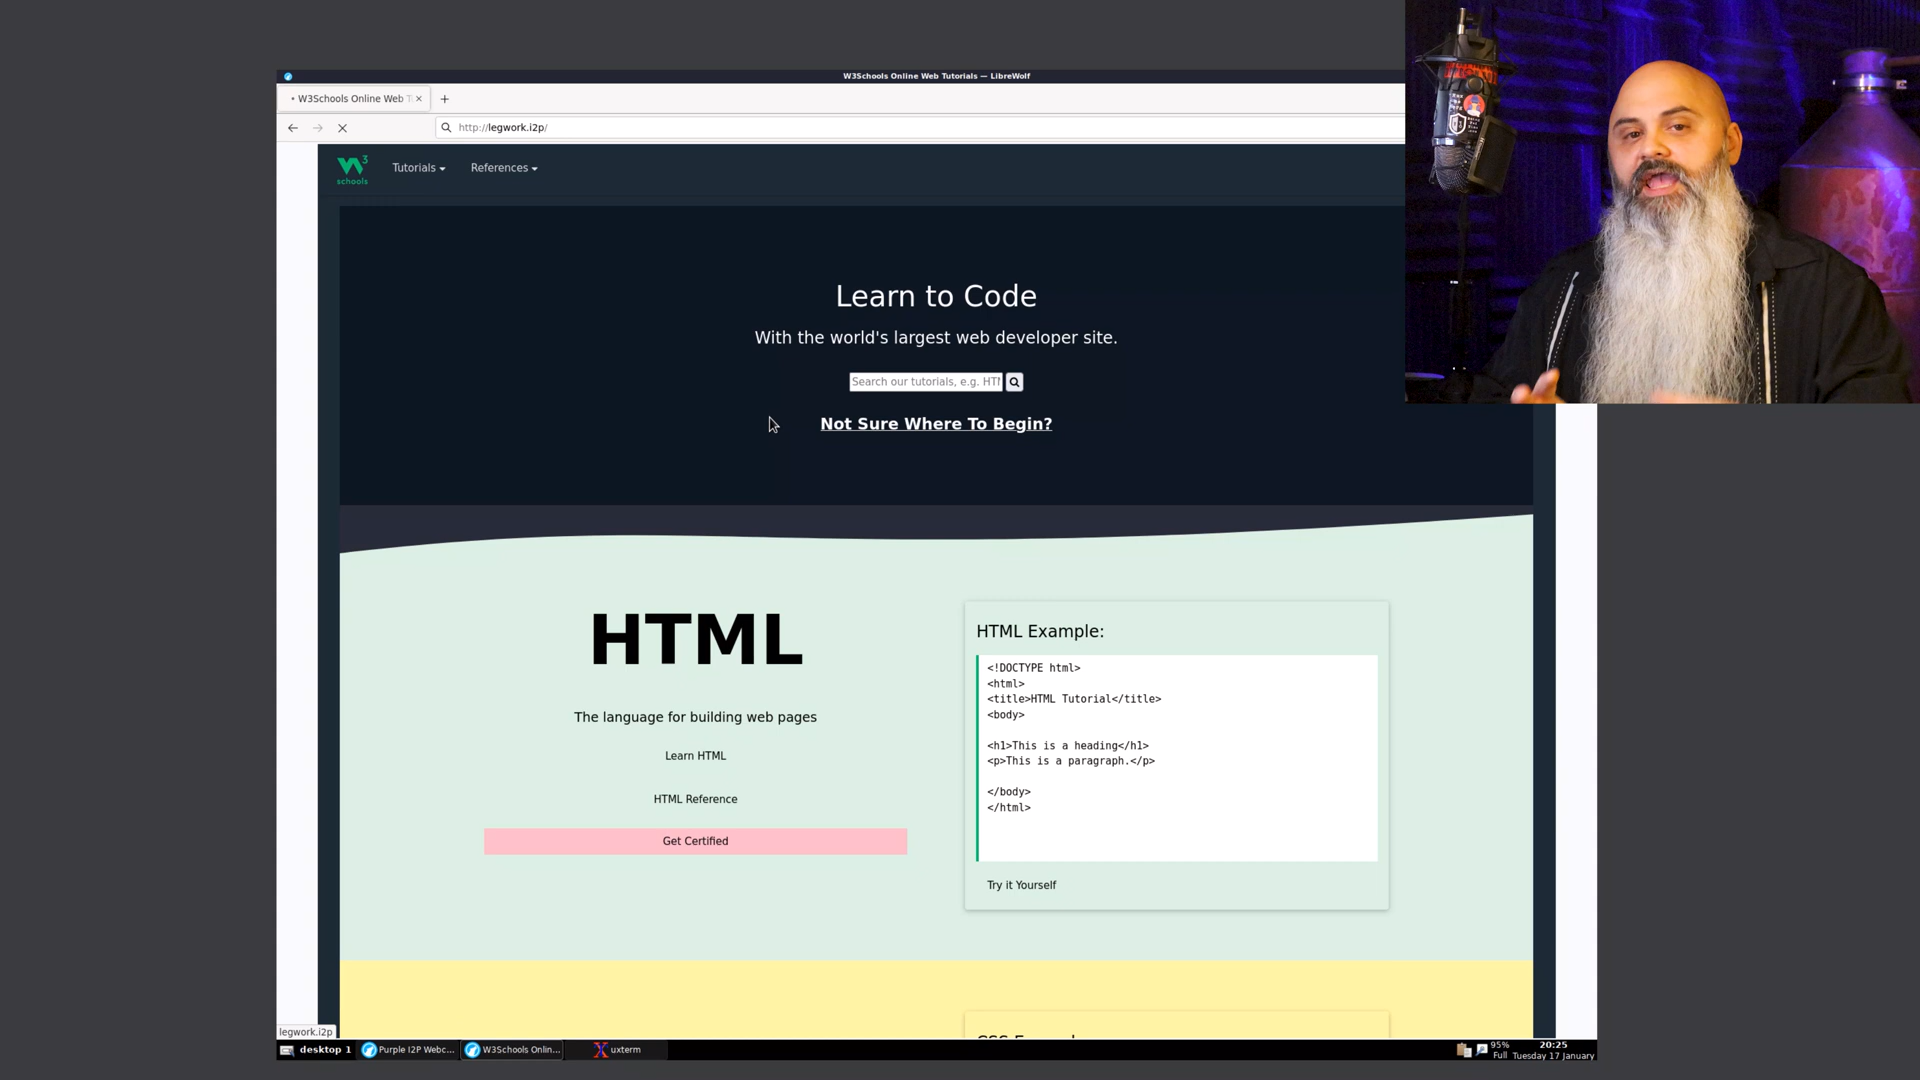 W3Schools Online Web Tutorials — LibreWolf
W3Schools Online Web T
http://legwork.i2p/
W3
schools
Tutorials
References
Learn to Code
With the world's largest web developer site.
Search our tutorials, e.g. HT
Not Sure Where To Begin?
HTML
The language for building web pages
Learn HTML
HTML Reference
Get Certified
HTML Example:
<!DOCTYPE html>
<html>
<title>HTML Tutorial</title>
<body>
<h1>This is a heading</h1>
<p>This is a paragraph.</p>
</body>
</html>
Try it Yourself
legwork.i2p
desktop 1
Purple I2P Webc...
W3Schools Onlin...
uxterm
95%
Full
20:25
Tuesday 17 January